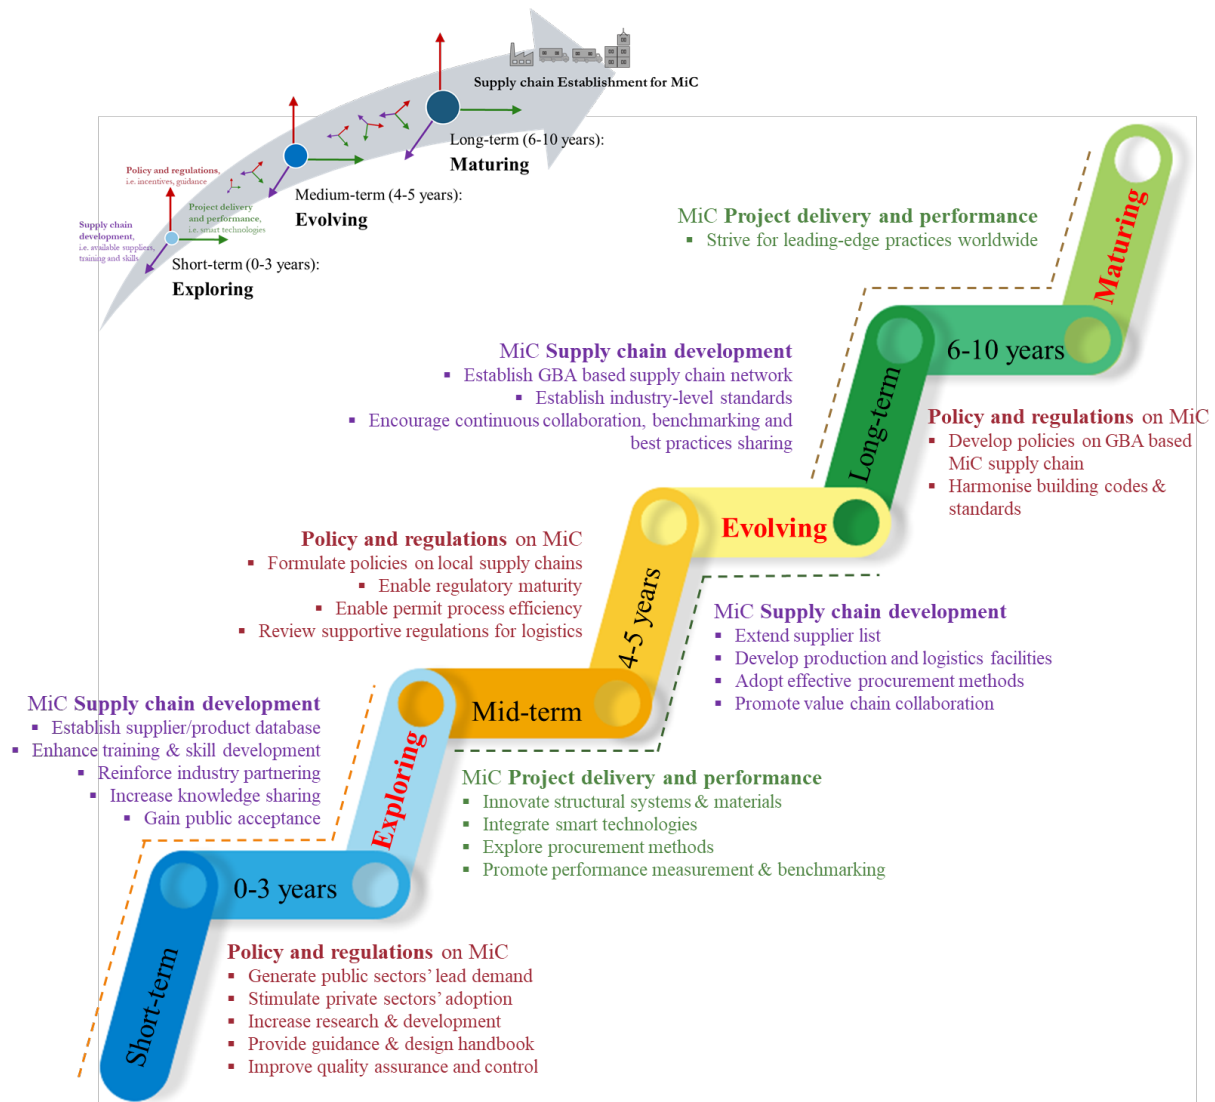 Supply chain Establishment for MiC
Long-term (6-10 years):
Maturing
Medium-term (4-5 years):
Evolving
Policy and regulations,
i.e. incentives, guidance
Project delivery
and performance,
i.e. smart technologies
Supply chain
development,
i.e. available suppliers,
training and skills
Short-term (0-3 years):
Exploring
MiC Project delivery and performance
▪ Strive for leading-edge practices worldwide
Maturing
6-10 years
Long-term
MiC Supply chain development
▪ Establish GBA based supply chain network
▪ Establish industry-level standards
▪ Encourage continuous collaboration, benchmarking and
best practices sharing
Policy and regulations on MiC
▪ Develop policies on GBA based
MiC supply chain
▪ Harmonise building codes &
standards
Evolving
4-5 years
Policy and regulations on MiC
▪ Formulate policies on local supply chains
▪ Enable regulatory maturity
▪ Enable permit process efficiency
▪ Review supportive regulations for logistics
MiC Supply chain development
▪ Extend supplier list
▪ Develop production and logistics facilities
▪ Adopt effective procurement methods
▪ Promote value chain collaboration
Mid-term
Exploring
MiC Supply chain development
▪ Establish supplier/product database
▪ Enhance training & skill development
▪ Reinforce industry partnering
▪ Increase knowledge sharing
▪ Gain public acceptance
MiC Project delivery and performance
▪ Innovate structural systems & materials
▪ Integrate smart technologies
▪ Explore procurement methods
▪ Promote performance measurement & benchmarking
0-3 years
Short-term
Policy and regulations on MiC
▪ Generate public sectors' lead demand
▪ Stimulate private sectors' adoption
▪ Increase research & development
▪ Provide guidance & design handbook
▪ Improve quality assurance and control